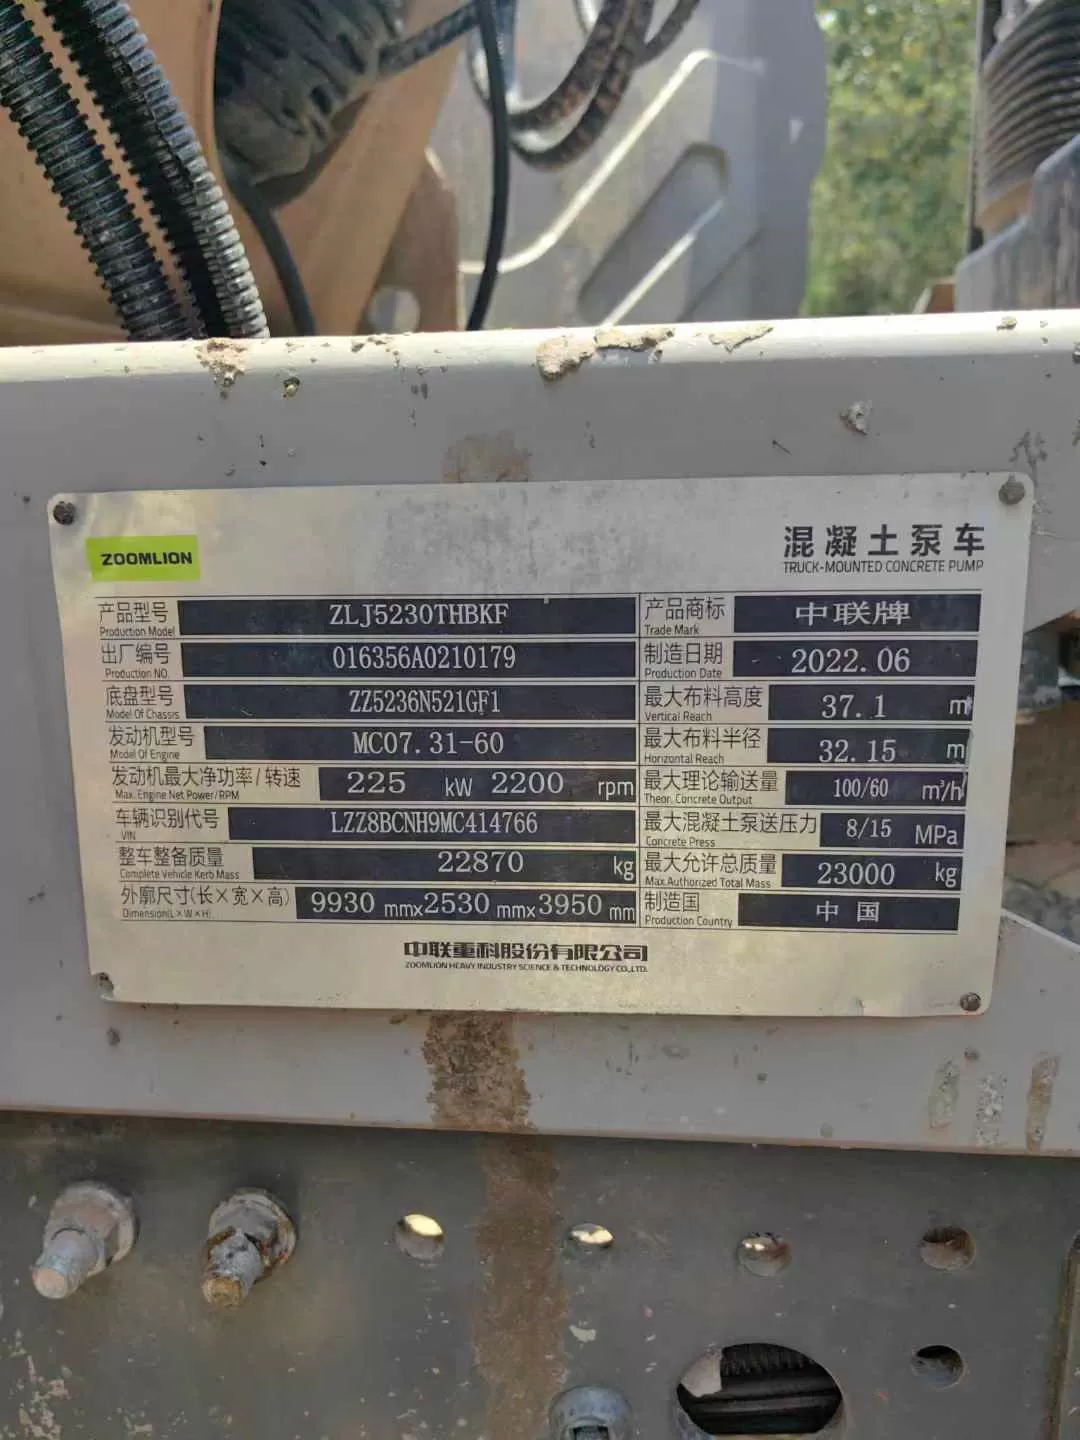 ZOOMLION
混凝土泵车
TRUCK-MOUNTED CONCRETE PUMP
产品型号 ZLJ5230THBKF 产品商标 中联牌
Production Model Trade Mark
出厂编号 016356A0210179 制造日期 2022.06
Production NO. Production Date
底盘型号 ZZ5236N521GF1 最大布料高度 37.1 m
Model Of Chassis Vertical Reach
发动机型号 MC07.31-60 最大布料半径 32.15 m
Model Of Engine Horizontal Reach
发动机最大净功率/转速 225 kW 2200 rpm 最大理论输送量 100/60 m³/h
Max. Engine Net Power/RPM Theor. Concrete Output
车辆识别代号 LZZ8BCNH9MC414766 最大混凝土泵送压力 8/15 MPa
VIN Concrete Press
整车整备质量 22870 kg 最大允许总质量 23000 kg
Complete Vehicle Kerb Mass Max.Authorized Total Mass
外廓尺寸(长×宽×高) 9930 mm×2530 mm×3950 mm 制造国 中国
Dimension(L×W×H) Production Country
中联重科股份有限公司
ZOOMLION HEAVY INDUSTRY SCIENCE & TECHNOLOGY CO.,LTD.